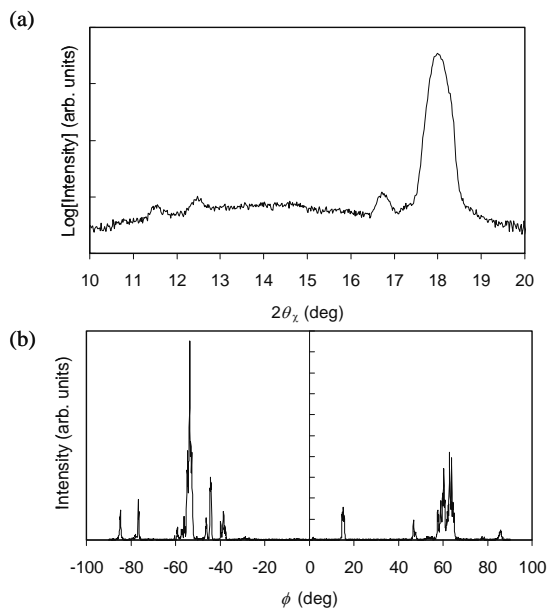 (a)
Log[Intensity] (arb. units)
10 11 12 13 14 15 16 17 18 19 20
2θχ (deg)
(b)
Intensity (arb. units)
-100 -80 -60 -40 -20 0 20 40 60 80 100
ϕ (deg)